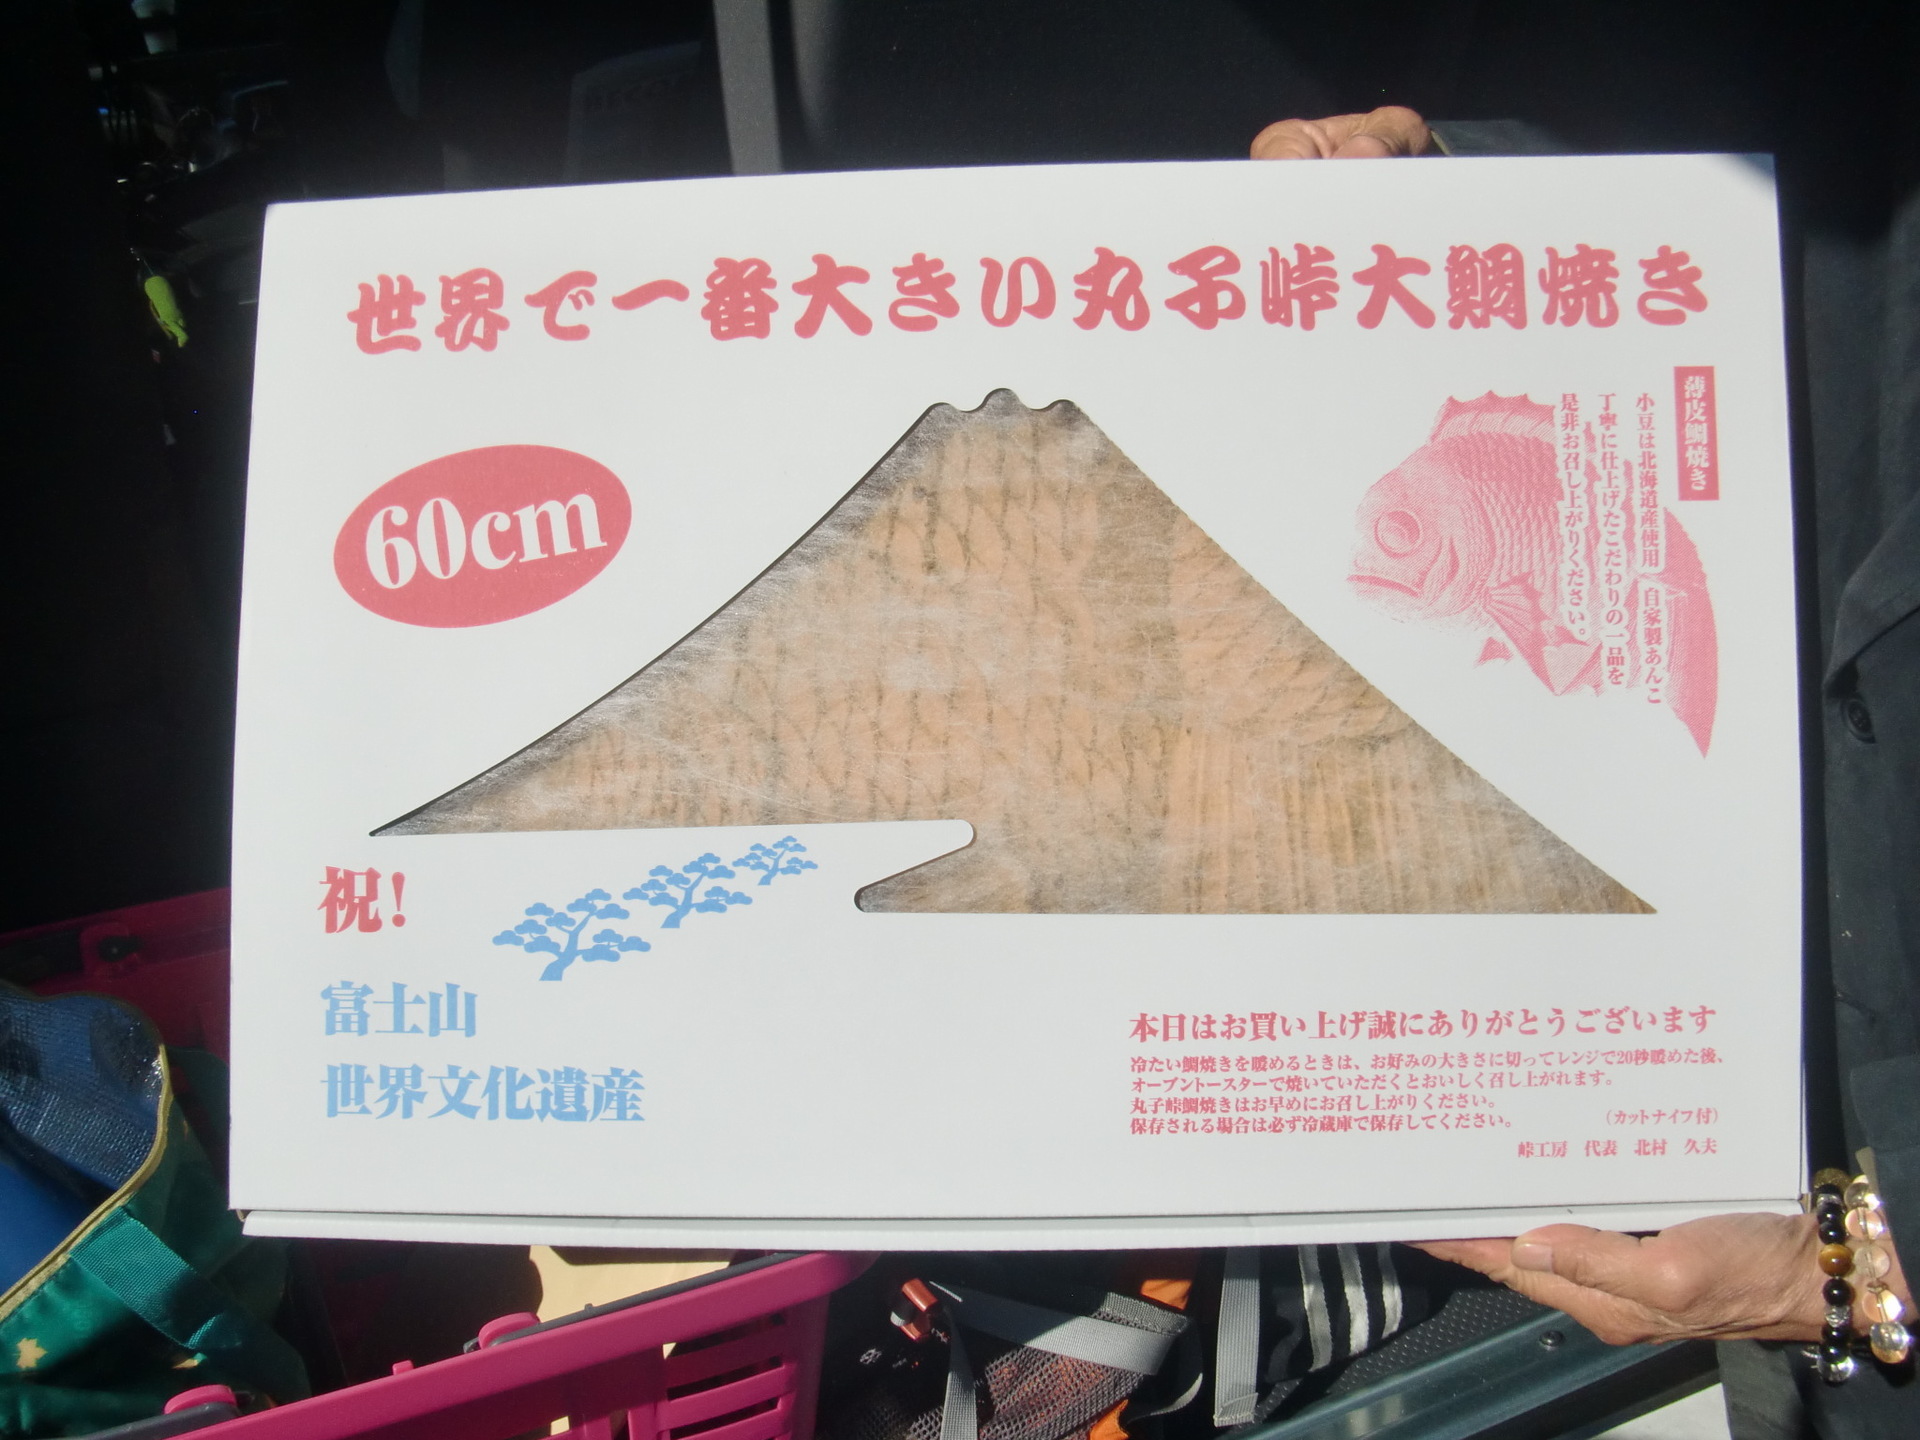 世界で一番大きい丸子峠大鯛焼き
60cm
薄皮鯛焼き
小豆は北海道産使用 自家製あんこ
丁寧に仕上げたこだわりの一品を
是非お召し上がりください。
祝!
富士山
世界文化遺産
本日はお買い上げ誠にありがとうございます
冷たい鯛焼きを暖めるときは、お好みの大きさに切ってレンジで20秒暖めた後、
オーブントースターで焼いていただくとおいしく召し上がれます。
丸子峠鯛焼きはお早めにお召し上がりください。
保存される場合は必ず冷蔵庫で保存してください。
(カットナイフ付)
峠工房 代表 北村 久夫